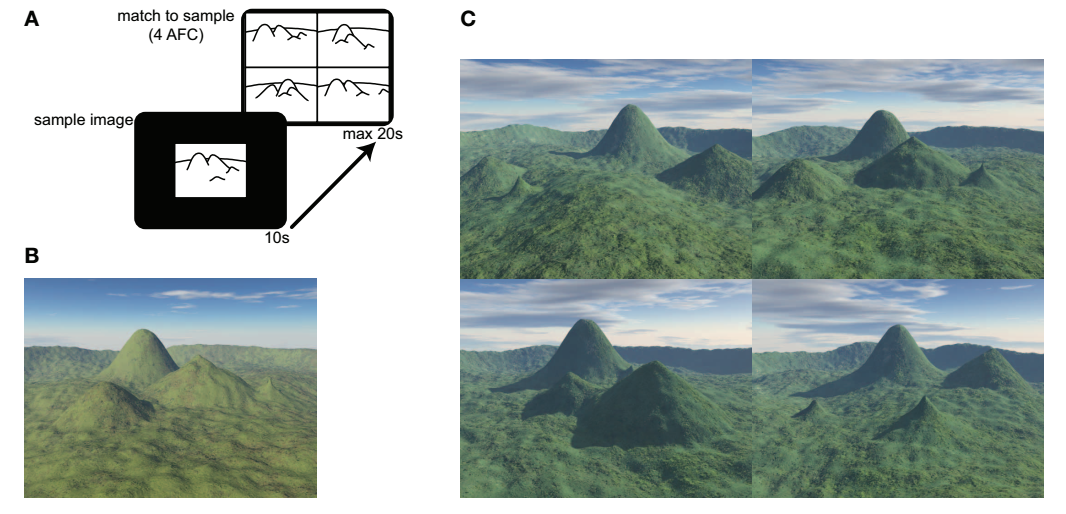 A
match to sample
(4 AFC)
sample image
max 20s
10s
B
C